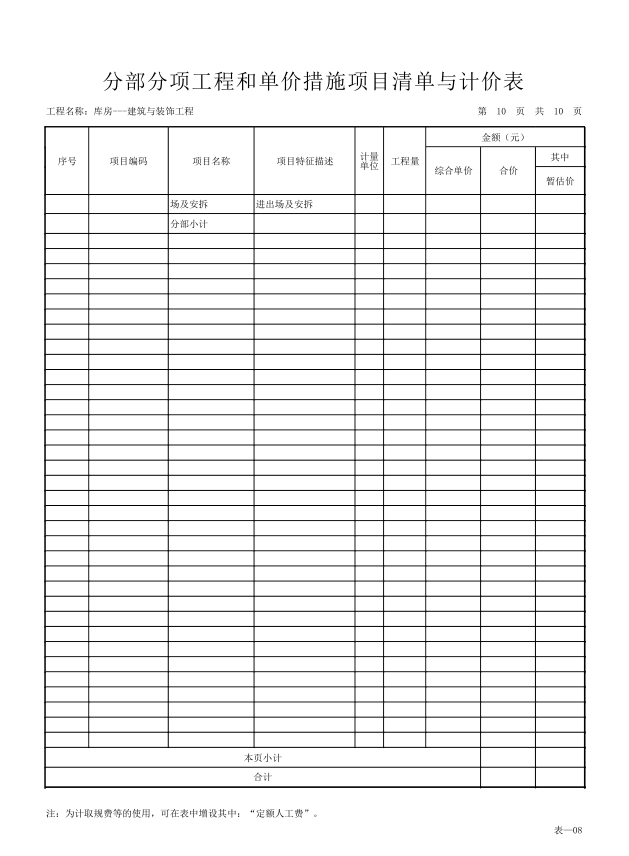 分部分项工程和单价措施项目清单与计价表
工程名称：库房---建筑与装饰工程 第 10 页 共 10 页
序号 项目编码 项目名称 项目特征描述 计量单位 工程量 金额（元）
综合单价 合价 其中
暂估价
场及安拆 进出场及安拆
分部小计
本页小计
合计
注：为计取规费等的使用，可在表中增设其中：“定额人工费”。
表—08